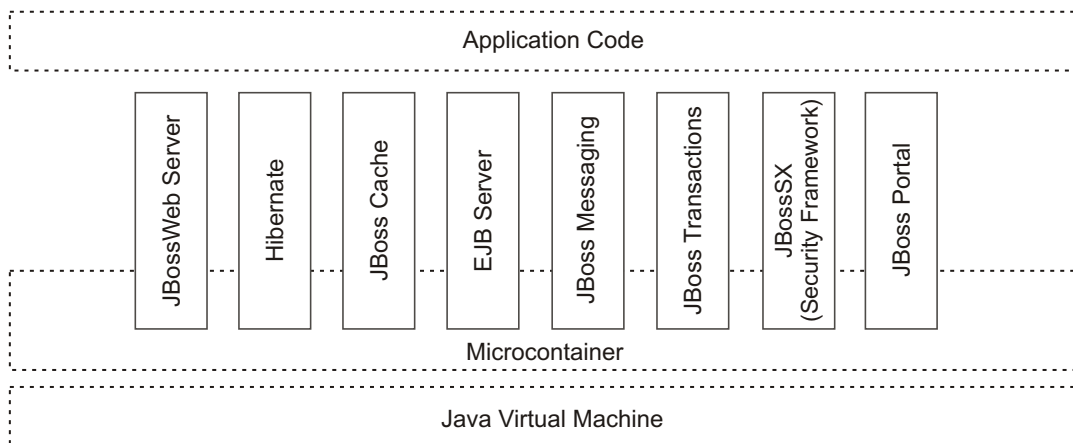 Application Code
JBossWeb Server
Hibernate
JBoss Cache
EJB Server
JBoss Messaging
JBoss Transactions
JBossSX
(Security Framework)
JBoss Portal
Microcontainer
Java Virtual Machine